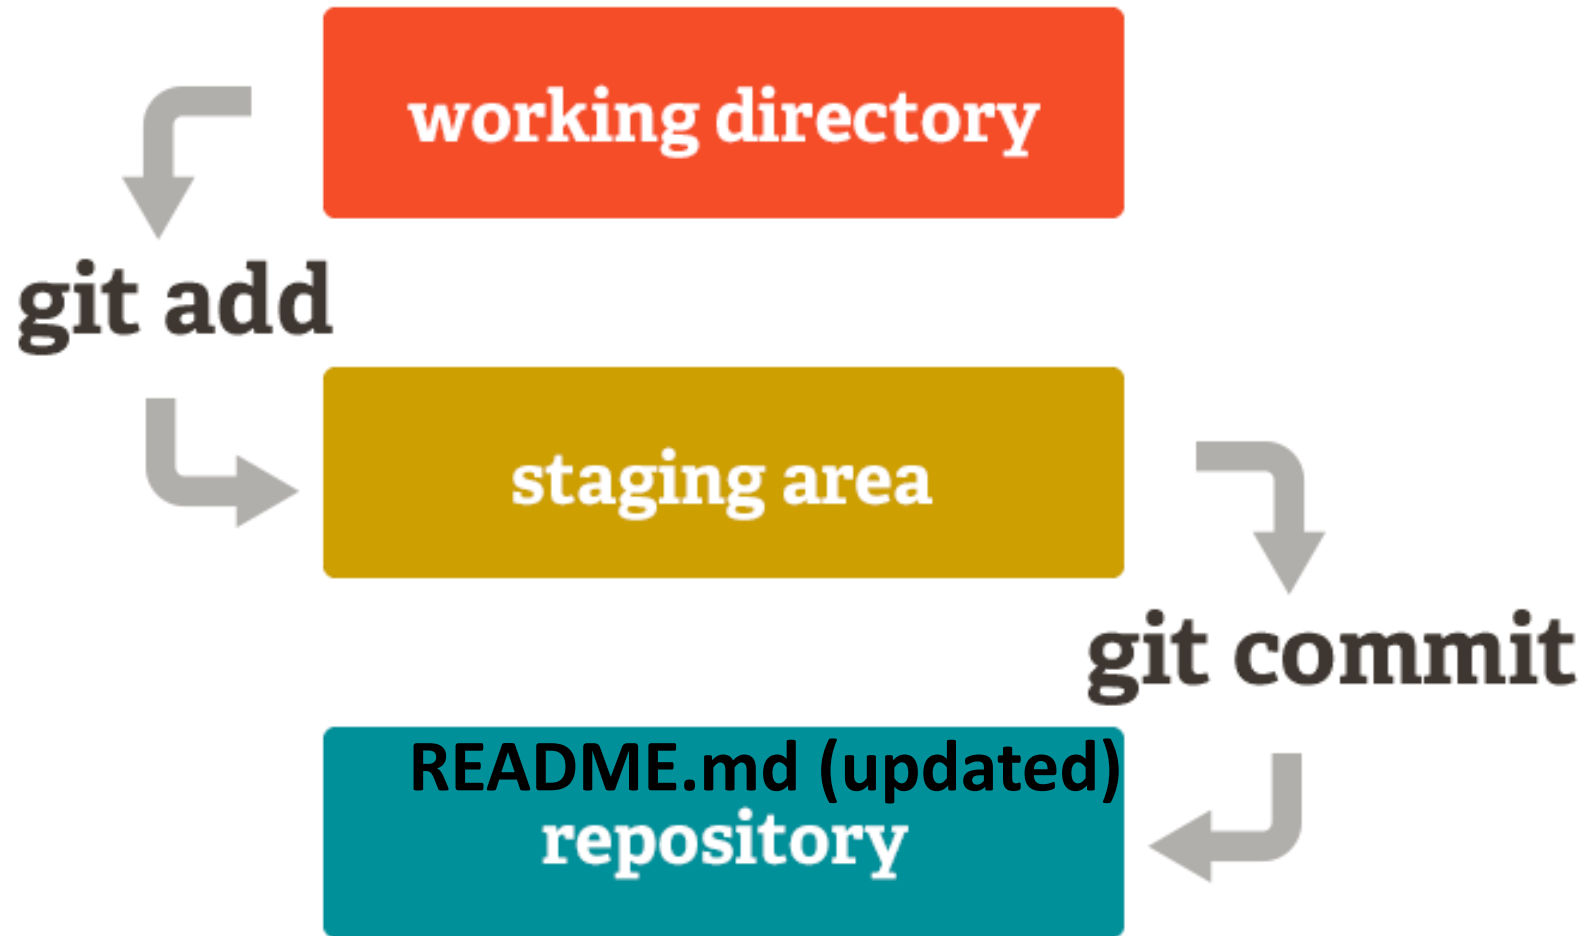 working directory
git add
staging area
git commit
README.md (updated)
repository